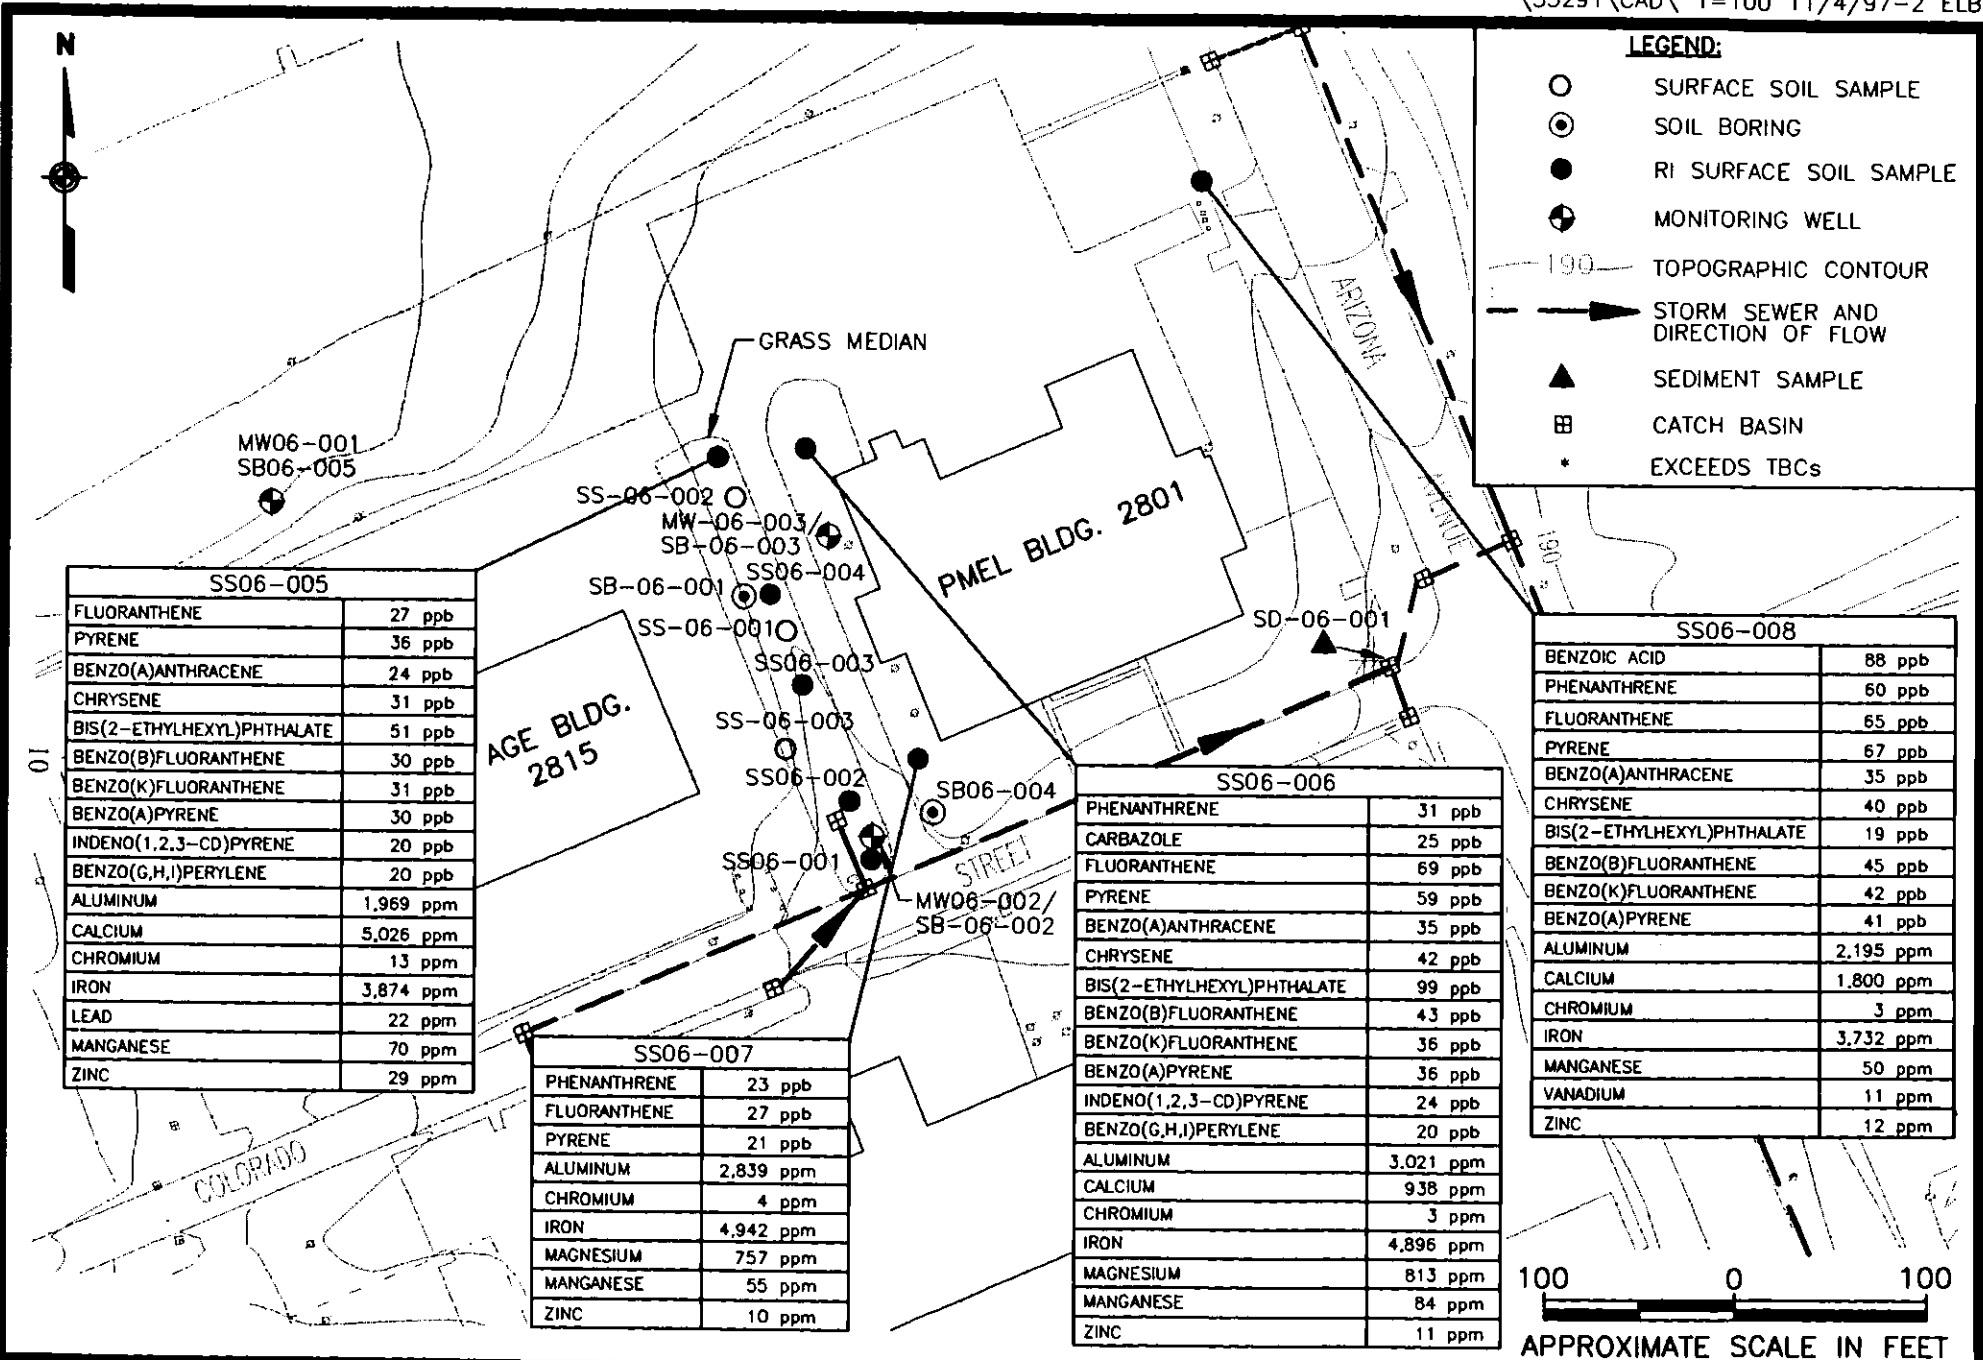 \35291\CAD\ 1=100 11/4/97-2 ELB
N
LEGEND:
SURFACE SOIL SAMPLE
SOIL BORING
RI SURFACE SOIL SAMPLE
MONITORING WELL
190 TOPOGRAPHIC CONTOUR
STORM SEWER AND
DIRECTION OF FLOW
SEDIMENT SAMPLE
CATCH BASIN
* EXCEEDS TBCs
ARIZONA
AVENUE
190
GRASS MEDIAN
MW06-001
SB06-005
SS-06-002
MW-06-003/
SB-06-003
SB-06-001
SS06-004
SS-06-001
SS06-003
SS-06-003
SS06-002
SB06-004
SS06-001
MW06-002/
SB-06-002
PMEL BLDG. 2801
AGE BLDG.
2815
SD-06-001
STREET
COLORADO
10
SS06-005
FLUORANTHENE 27 ppb
PYRENE 36 ppb
BENZO(A)ANTHRACENE 24 ppb
CHRYSENE 31 ppb
BIS(2-ETHYLHEXYL)PHTHALATE 51 ppb
BENZO(B)FLUORANTHENE 30 ppb
BENZO(K)FLUORANTHENE 31 ppb
BENZO(A)PYRENE 30 ppb
INDENO(1,2,3-CD)PYRENE 20 ppb
BENZO(G,H,I)PERYLENE 20 ppb
ALUMINUM 1,969 ppm
CALCIUM 5,026 ppm
CHROMIUM 13 ppm
IRON 3,874 ppm
LEAD 22 ppm
MANGANESE 70 ppm
ZINC 29 ppm
SS06-007
PHENANTHRENE 23 ppb
FLUORANTHENE 27 ppb
PYRENE 21 ppb
ALUMINUM 2,839 ppm
CHROMIUM 4 ppm
IRON 4,942 ppm
MAGNESIUM 757 ppm
MANGANESE 55 ppm
ZINC 10 ppm
SS06-006
PHENANTHRENE 31 ppb
CARBAZOLE 25 ppb
FLUORANTHENE 69 ppb
PYRENE 59 ppb
BENZO(A)ANTHRACENE 35 ppb
CHRYSENE 42 ppb
BIS(2-ETHYLHEXYL)PHTHALATE 99 ppb
BENZO(B)FLUORANTHENE 43 ppb
BENZO(K)FLUORANTHENE 36 ppb
BENZO(A)PYRENE 36 ppb
INDENO(1,2,3-CD)PYRENE 24 ppb
BENZO(G,H,I)PERYLENE 20 ppb
ALUMINUM 3,021 ppm
CALCIUM 938 ppm
CHROMIUM 3 ppm
IRON 4,896 ppm
MAGNESIUM 813 ppm
MANGANESE 84 ppm
ZINC 11 ppm
SS06-008
BENZOIC ACID 88 ppb
PHENANTHRENE 60 ppb
FLUORANTHENE 65 ppb
PYRENE 67 ppb
BENZO(A)ANTHRACENE 35 ppb
CHRYSENE 40 ppb
BIS(2-ETHYLHEXYL)PHTHALATE 19 ppb
BENZO(B)FLUORANTHENE 45 ppb
BENZO(K)FLUORANTHENE 42 ppb
BENZO(A)PYRENE 41 ppb
ALUMINUM 2,195 ppm
CALCIUM 1,800 ppm
CHROMIUM 3 ppm
IRON 3,732 ppm
MANGANESE 50 ppm
VANADIUM 11 ppm
ZINC 12 ppm
100 0 100
APPROXIMATE SCALE IN FEET